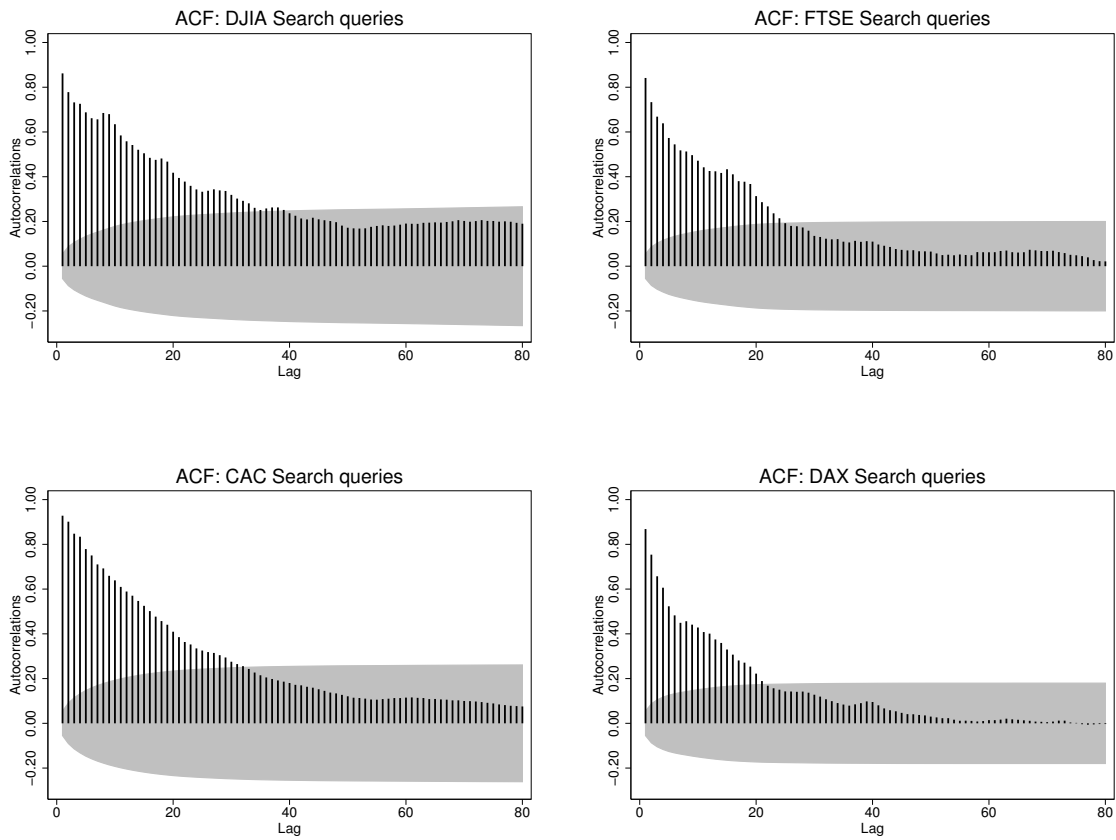 ACF: DJIA Search queries
Autocorrelations
1.00
0.80
0.60
0.40
0.20
0.00
−0.20
0 20 40 60 80
Lag
ACF: FTSE Search queries
Autocorrelations
1.00
0.80
0.60
0.40
0.20
0.00
−0.20
0 20 40 60 80
Lag
ACF: CAC Search queries
Autocorrelations
1.00
0.80
0.60
0.40
0.20
0.00
−0.20
0 20 40 60 80
Lag
ACF: DAX Search queries
Autocorrelations
1.00
0.80
0.60
0.40
0.20
0.00
−0.20
0 20 40 60 80
Lag